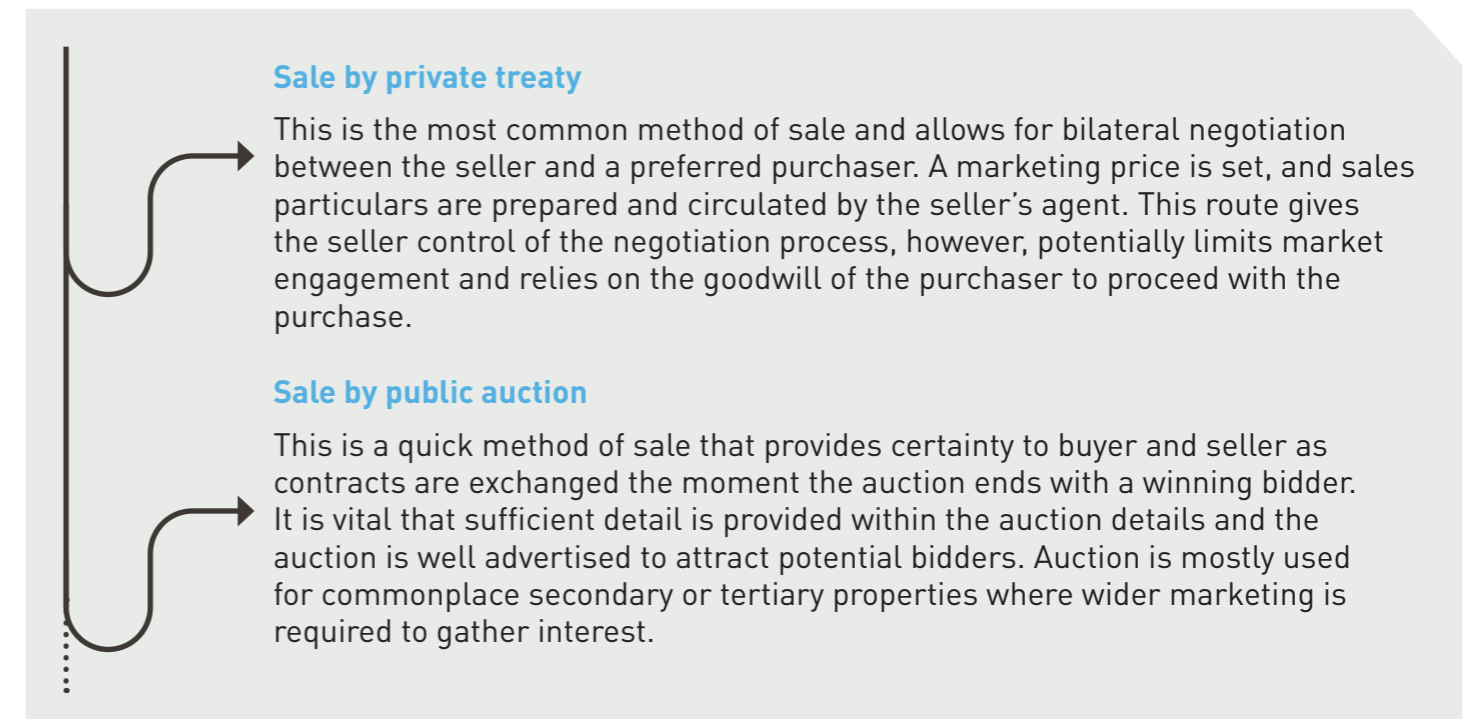 Sale by private treaty
This is the most common method of sale and allows for bilateral negotiation
between the seller and a preferred purchaser. A marketing price is set, and sales
particulars are prepared and circulated by the seller’s agent. This route gives
the seller control of the negotiation process, however, potentially limits market
engagement and relies on the goodwill of the purchaser to proceed with the
purchase.
Sale by public auction
This is a quick method of sale that provides certainty to buyer and seller as
contracts are exchanged the moment the auction ends with a winning bidder.
It is vital that sufficient detail is provided within the auction details and the
auction is well advertised to attract potential bidders. Auction is mostly used
for commonplace secondary or tertiary properties where wider marketing is
required to gather interest.